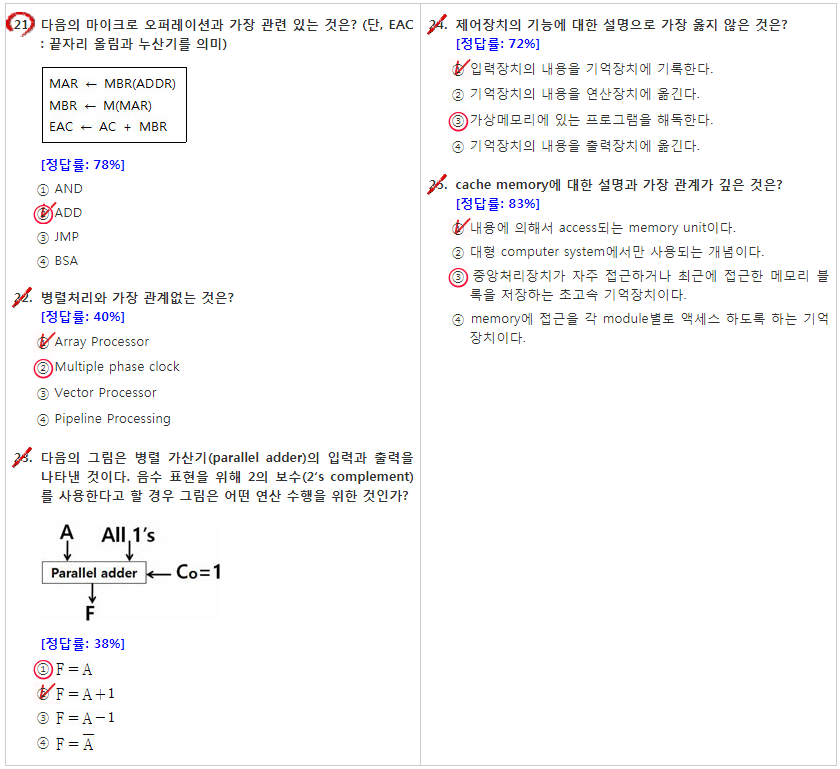 21. 다음의 마이크로 오퍼레이션과 가장 관련 있는 것은? (단, EAC
: 끝자리 올림과 누산기를 의미)
MAR ← MBR(ADDR)
MBR ← M(MAR)
EAC ← AC + MBR
[정답률: 78%]
① AND
② ADD
③ JMP
④ BSA
22. 병렬처리와 가장 관계없는 것은?
[정답률: 40%]
① Array Processor
② Multiple phase clock
③ Vector Processor
④ Pipeline Processing
23. 다음의 그림은 병렬 가산기(parallel adder)의 입력과 출력을
나타낸 것이다. 음수 표현을 위해 2의 보수(2's complement)
를 사용한다고 할 경우 그림은 어떤 연산 수행을 위한 것인가?
A All 1's
Parallel adder C₀=1
F
[정답률: 38%]
① F = A
② F = A+1
③ F = A−1
④ F = A̅
24. 제어장치의 기능에 대한 설명으로 가장 옳지 않은 것은?
[정답률: 72%]
① 입력장치의 내용을 기억장치에 기록한다.
② 기억장치의 내용을 연산장치에 옮긴다.
③ 가상메모리에 있는 프로그램을 해독한다.
④ 기억장치의 내용을 출력장치에 옮긴다.
25. cache memory에 대한 설명과 가장 관계가 깊은 것은?
[정답률: 83%]
① 내용에 의해서 access되는 memory unit이다.
② 대형 computer system에서만 사용되는 개념이다.
③ 중앙처리장치가 자주 접근하거나 최근에 접근한 메모리 블
록을 저장하는 초고속 기억장치이다.
④ memory에 접근을 각 module별로 액세스 하도록 하는 기억
장치이다.